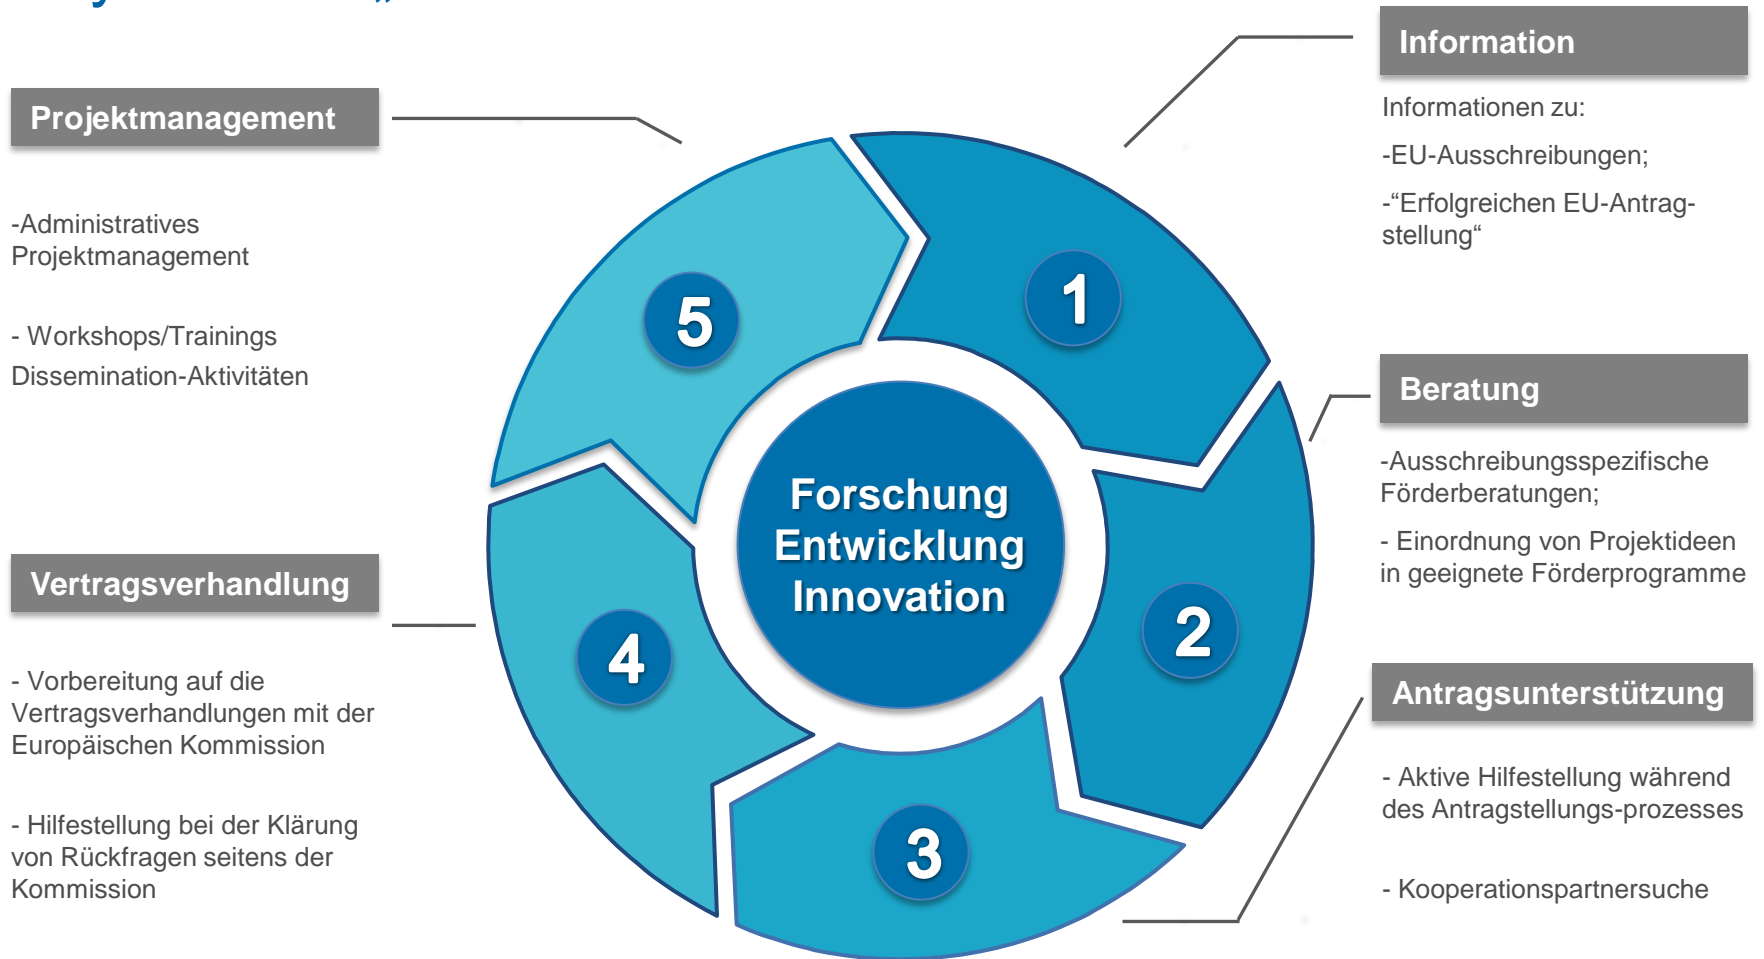 Information
Informationen zu:
-EU-Ausschreibungen;
-“Erfolgreichen EU-Antrag-
stellung“
Beratung
-Ausschreibungsspezifische
Förderberatungen;
- Einordnung von Projektideen
in geeignete Förderprogramme
Antragsunterstützung
- Aktive Hilfestellung während
des Antragstellungs-prozesses
- Kooperationspartnersuche
Projektmanagement
-Administratives
Projektmanagement
- Workshops/Trainings
Dissemination-Aktivitäten
Vertragsverhandlung
- Vorbereitung auf die
Vertragsverhandlungen mit der
Europäischen Kommission
- Hilfestellung bei der Klärung
von Rückfragen seitens der
Kommission
1
2
3
4
5
Forschung
Entwicklung
Innovation